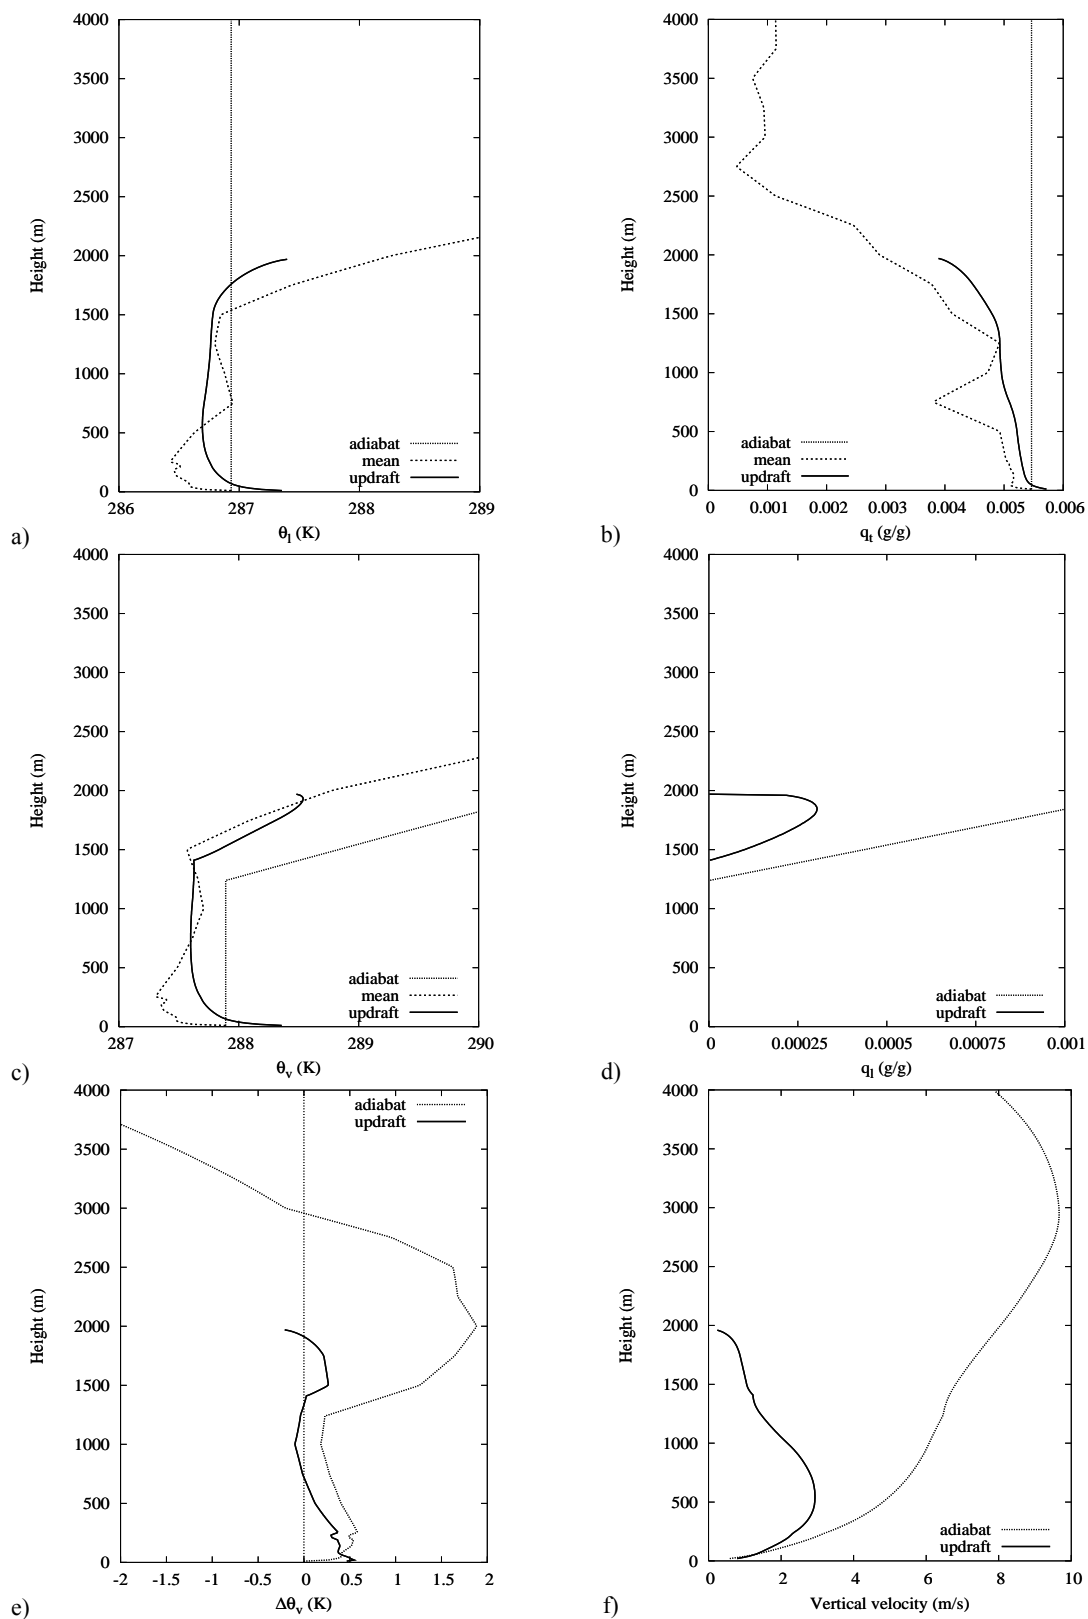 4000
3500
3000
2500
2000
1500
1000
500
0
Height (m)
adiabat
mean
updraft
286 287 288 289
θl (K)
a)
4000
3500
3000
2500
2000
1500
1000
500
0
Height (m)
adiabat
mean
updraft
0 0.001 0.002 0.003 0.004 0.005 0.006
qt (g/g)
b)
4000
3500
3000
2500
2000
1500
1000
500
0
Height (m)
adiabat
mean
updraft
287 288 289 290
θv (K)
c)
4000
3500
3000
2500
2000
1500
1000
500
0
Height (m)
adiabat
updraft
0 0.00025 0.0005 0.00075 0.001
ql (g/g)
d)
4000
3500
3000
2500
2000
1500
1000
500
0
Height (m)
adiabat
updraft
-2 -1.5 -1 -0.5 0 0.5 1 1.5 2
Δθv (K)
e)
4000
3500
3000
2500
2000
1500
1000
500
0
Height (m)
adiabat
updraft
0 2 4 6 8 10
Vertical velocity (m/s)
f)